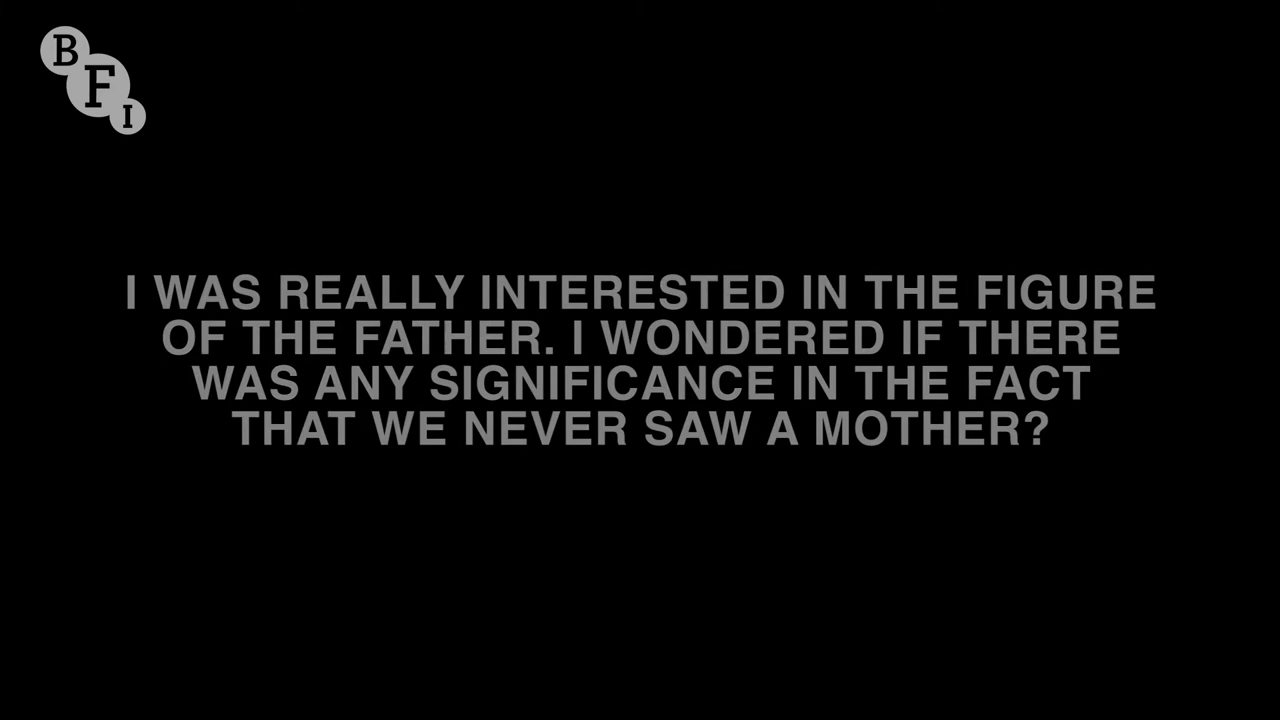 BFI
I WAS REALLY INTERESTED IN THE FIGURE
OF THE FATHER. I WONDERED IF THERE
WAS ANY SIGNIFICANCE IN THE FACT
THAT WE NEVER SAW A MOTHER?